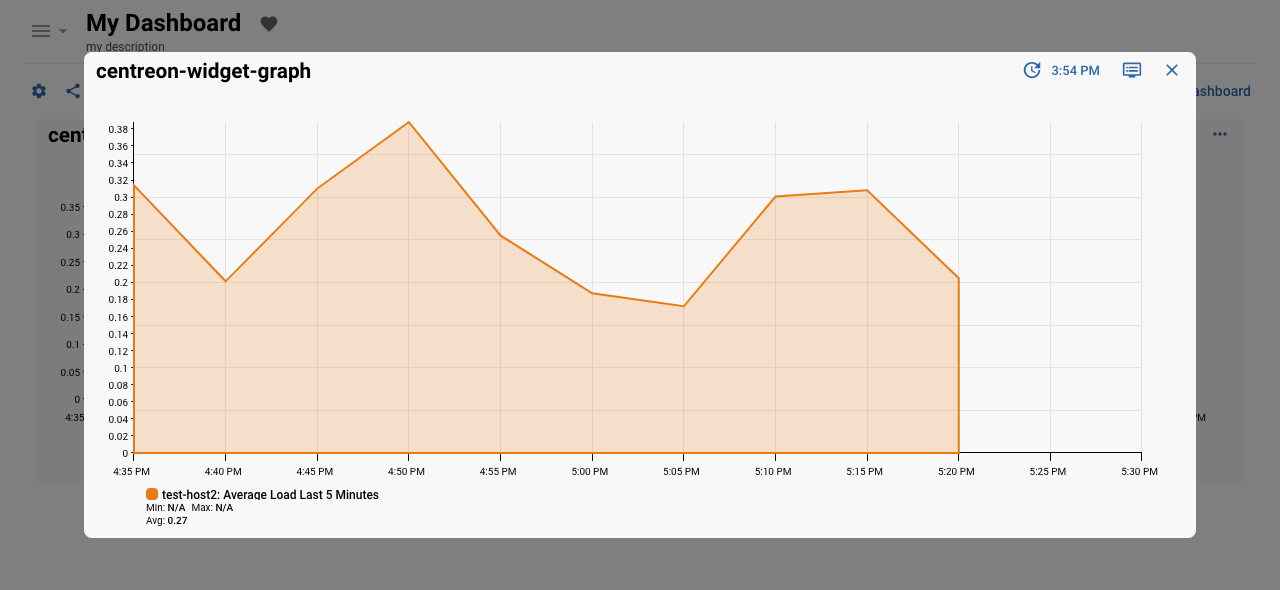 My Dashboard
my description
centreon-widget-graph
3:54 PM
ashboard
cent
0.38
0.36
0.34
0.32
0.3
0.28
0.26
0.24
0.22
0.2
0.18
0.16
0.14
0.12
0.1
0.08
0.06
0.04
0.02
0
0.35
0.3
0.25
0.2
0.15
0.1
0.05
0
4:35
PM
4:35 PM 4:40 PM 4:45 PM 4:50 PM 4:55 PM 5:00 PM 5:05 PM 5:10 PM 5:15 PM 5:20 PM 5:25 PM 5:30 PM
test-host2: Average Load Last 5 Minutes
Min: N/A Max: N/A
Avg: 0.27